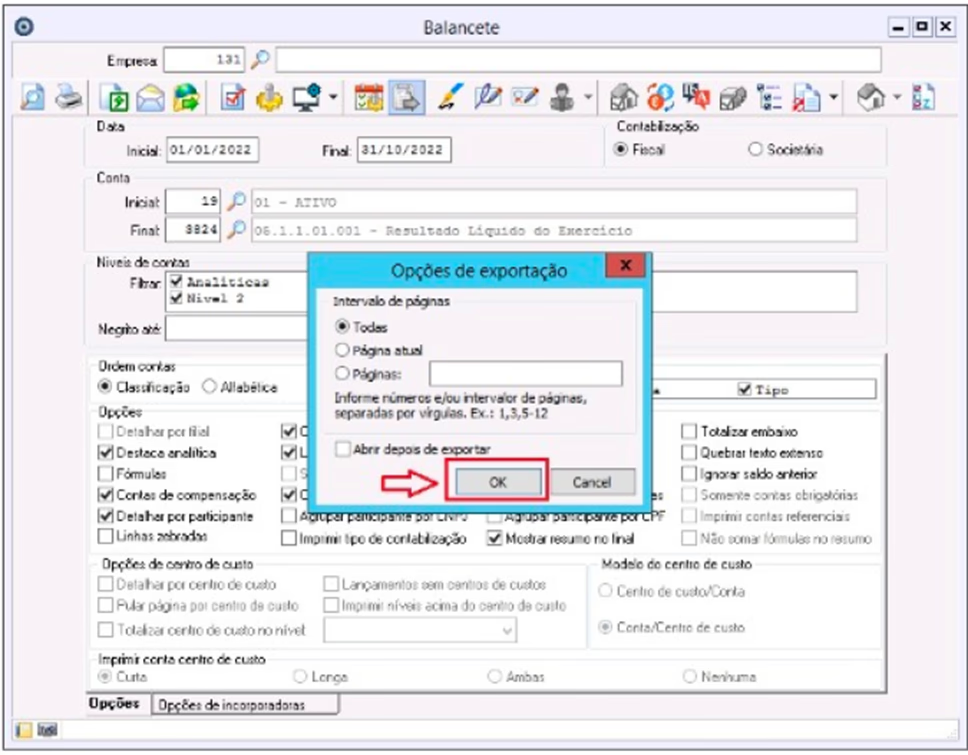 Balancete
Empresa: 131
Data
Inicial: 01/01/2022 Final: 31/10/2022
Contabilização
Fiscal Societária
Conta
Inicial: 19 01 - ATIVO
Final: 3824 06.1.1.01.001 - Resultado Líquido do Exercício
Níveis de contas
Filtrar: Analíticas
Nível 2
Negrito até:
Opções de exportação
Intervalo de páginas
Todas
Página atual
Páginas:
Informe números e/ou intervalor de páginas,
separadas por vírgulas. Ex.: 1,3,5-12
Abrir depois de exportar
OK Cancel
Ordem contas
Classificação Alfabética
Tipo
Opções
Detalhar por filial Totalizar embaixo
Destaca analítica Quebrar texto extenso
Fórmulas Ignorar saldo anterior
Contas de compensação Somente contas obrigatórias
Detalhar por participante Agrupar participante por CNPJ Agrupar participante por CPF Imprimir contas referenciais
Linhas zebradas Imprimir tipo de contabilização Mostrar resumo no final Não somar fórmulas no resumo
Opções de centro de custo
Detalhar por centro de custo Lançamentos sem centros de custos
Pular página por centro de custo Imprimir níveis acima do centro de custo
Totalizar centro de custo no nível:
Modelo do centro de custo
Centro de custo/Conta
Conta/Centro de custo
Imprimir conta centro de custo
Curta Longa Ambas Nenhuma
Opções Opções de incorporadoras